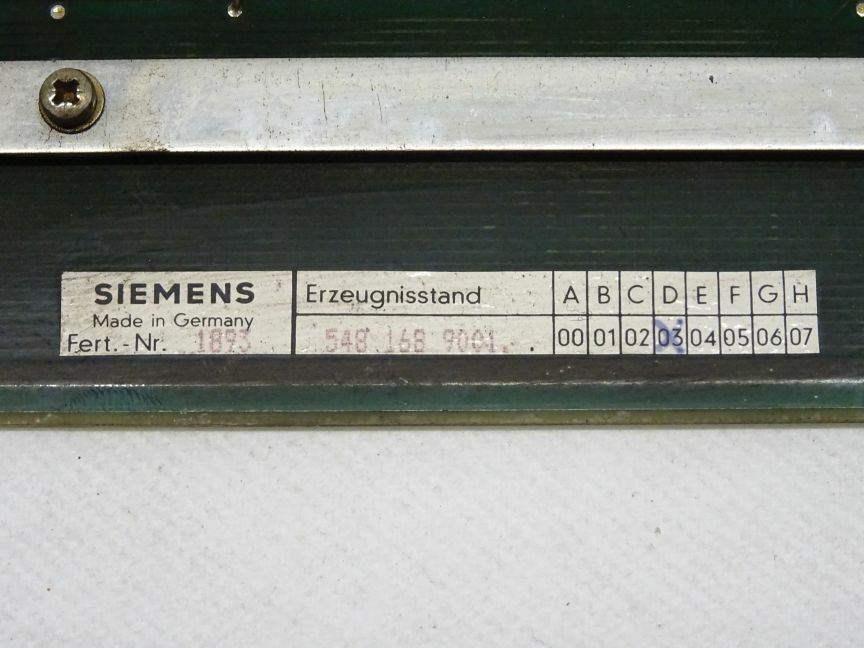 SIEMENS
Made in Germany
Fert.-Nr. 1893
Erzeugnisstand
548 168 9001.
A B C D E F G H
00 01 02 03 04 05 06 07